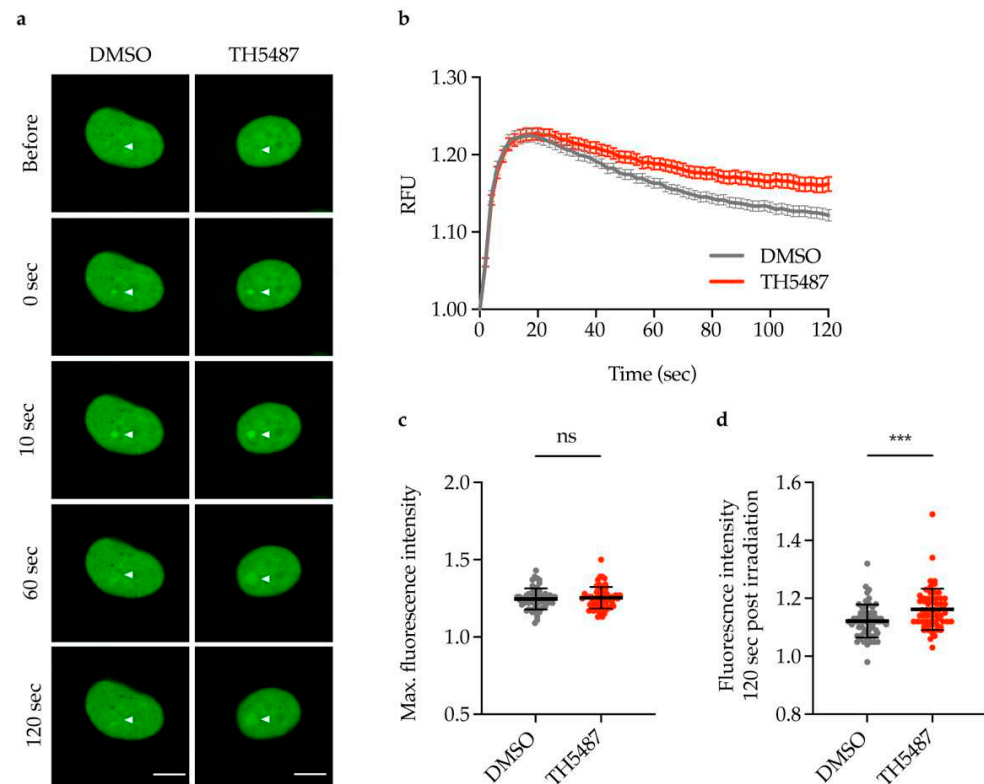 a
DMSO TH5487
Before
0 sec
10 sec
60 sec
120 sec
b
1.30
1.20
1.10
1.00
RFU
DMSO
TH5487
0 20 40 60 80 100 120
Time (sec)
c
ns
2.0
1.5
1.0
0.5
Max. fluorescence intensity
DMSO
TH5487
d
***
1.6
1.4
1.2
1.0
0.8
Fluorescnce intensity
120 sec post irradiation
DMSO
TH5487